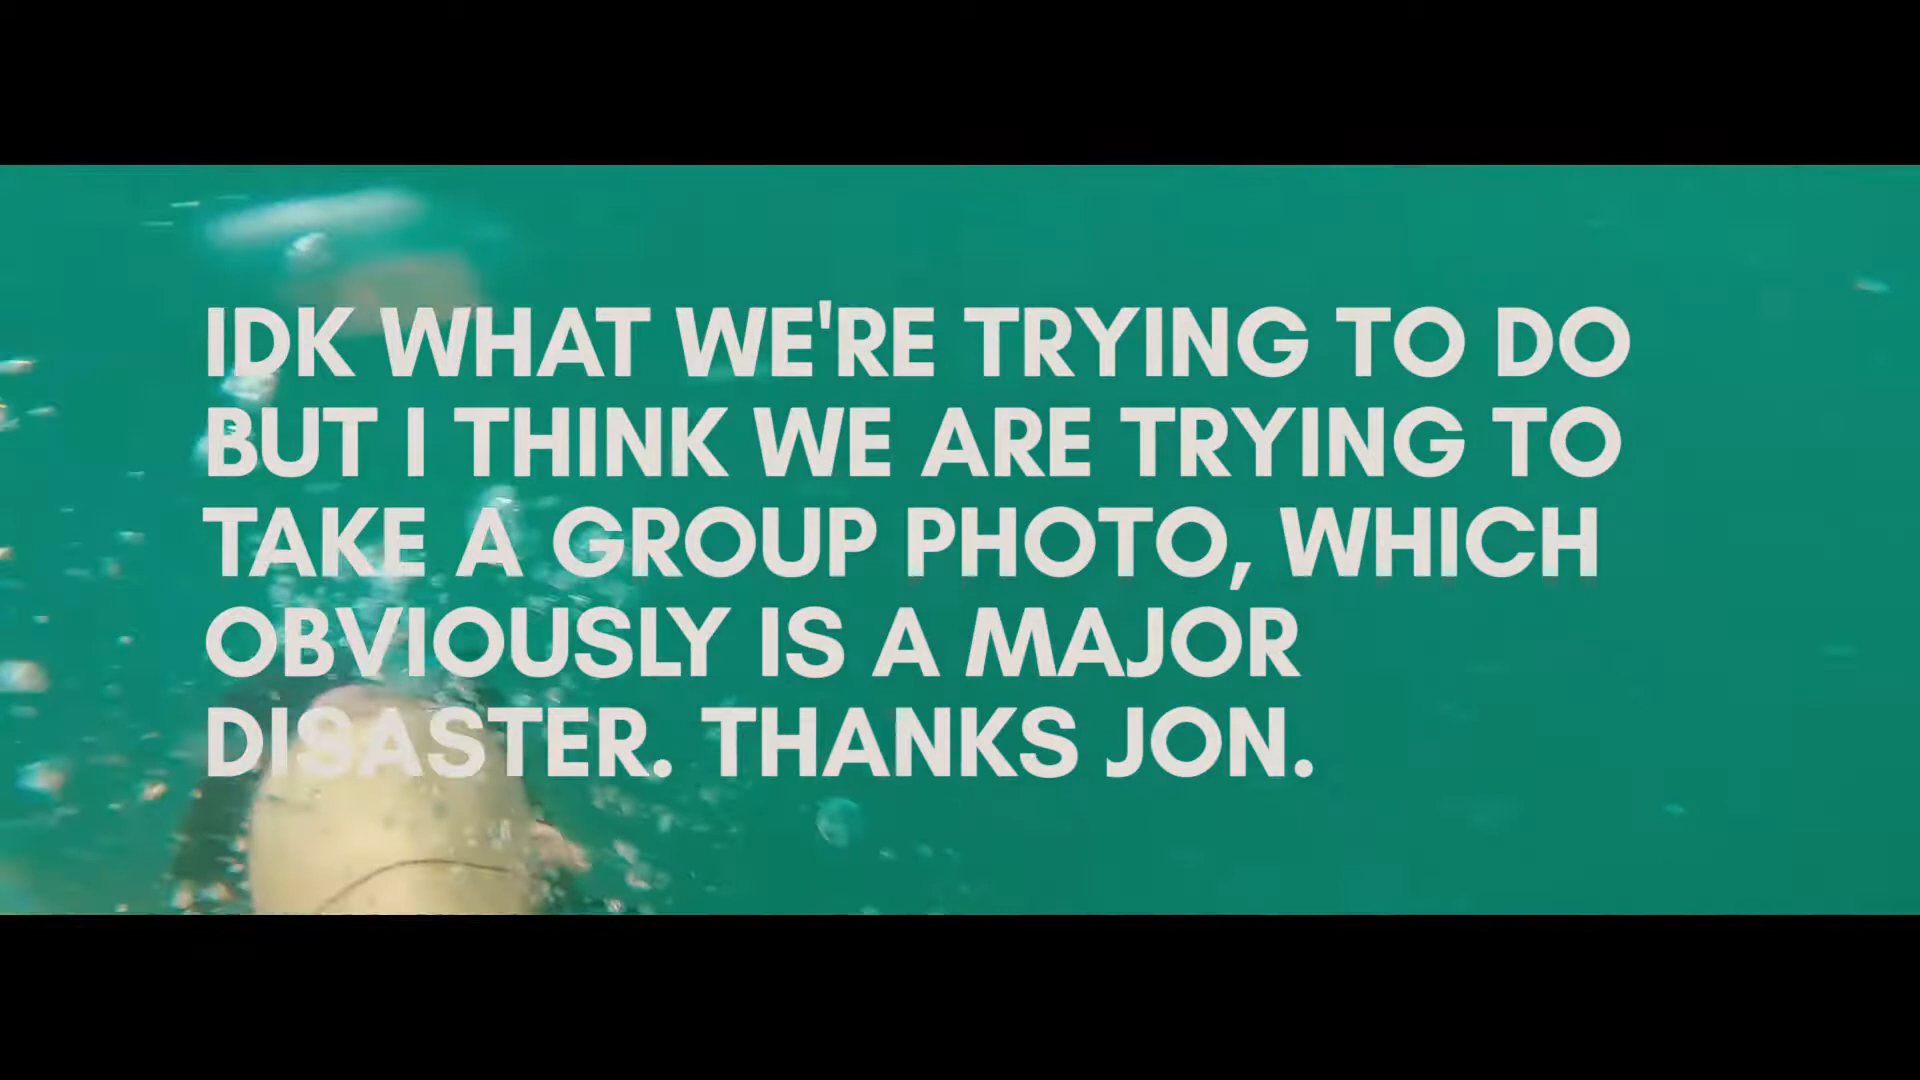 IDK WHAT WE'RE TRYING TO DO
BUT I THINK WE ARE TRYING TO
TAKE A GROUP PHOTO, WHICH
OBVIOUSLY IS A MAJOR
DISASTER. THANKS JON.